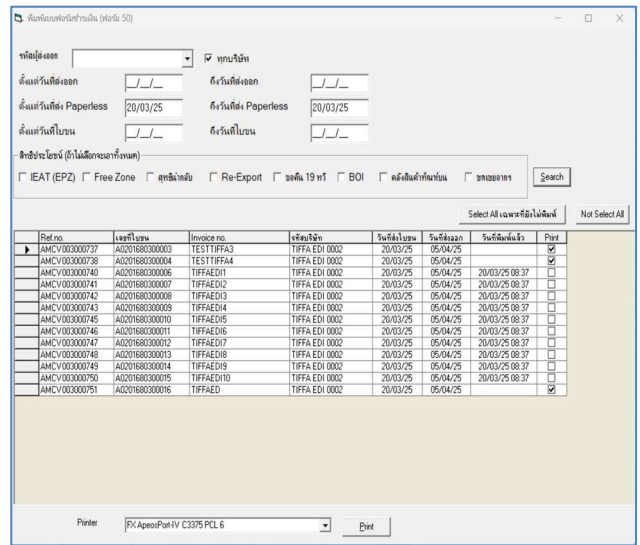 พิมพ์แบบฟอร์มชำระเงิน (ฟอร์ม 50)
รหัสผู้ส่งออก ทุกบริษัท
ตั้งแต่วันที่ส่งออก __/__/__ ถึงวันที่ส่งออก __/__/__
ตั้งแต่วันที่ส่ง Paperless 20/03/25 ถึงวันที่ส่ง Paperless 20/03/25
ตั้งแต่วันที่ใบขน __/__/__ ถึงวันที่ใบขน __/__/__
สิทธิประโยชน์ (ถ้าไม่เลือกจะเอาทั้งหมด)
IEAT (EPZ) Free Zone สุทธินำกลับ Re-Export ขอคืน 19 ทวิ BOI คลังสินค้าทัณฑ์บน ชดเชยอากร Search
Select All เฉพาะที่ยังไม่พิมพ์ Not Select All
Ref.no. เลขที่ใบขน Invoice no. รหัสบริษัท วันที่ส่งใบขน วันที่ส่งออก วันที่พิมพ์แล้ว Print
AMCV003000737 A0201680300003 TESTTIFFA3 TIFFA EDI 0002 20/03/25 05/04/25
AMCV003000738 A0201680300004 TESTTIFFA4 TIFFA EDI 0002 20/03/25 05/04/25
AMCV003000740 A0201680300006 TIFFAEDI1 TIFFA EDI 0002 20/03/25 05/04/25 20/03/25 08:37
AMCV003000741 A0201680300007 TIFFAEDI2 TIFFA EDI 0002 20/03/25 05/04/25 20/03/25 08:37
AMCV003000742 A0201680300008 TIFFAEDI3 TIFFA EDI 0002 20/03/25 05/04/25 20/03/25 08:37
AMCV003000743 A0201680300009 TIFFAEDI4 TIFFA EDI 0002 20/03/25 05/04/25 20/03/25 08:37
AMCV003000745 A0201680300010 TIFFAEDI5 TIFFA EDI 0002 20/03/25 05/04/25 20/03/25 08:37
AMCV003000746 A0201680300011 TIFFAEDI6 TIFFA EDI 0002 20/03/25 05/04/25 20/03/25 08:37
AMCV003000747 A0201680300012 TIFFAEDI7 TIFFA EDI 0002 20/03/25 05/04/25 20/03/25 08:37
AMCV003000748 A0201680300013 TIFFAEDI8 TIFFA EDI 0002 20/03/25 05/04/25 20/03/25 08:37
AMCV003000749 A0201680300014 TIFFAEDI9 TIFFA EDI 0002 20/03/25 05/04/25 20/03/25 08:37
AMCV003000750 A0201680300015 TIFFAEDI10 TIFFA EDI 0002 20/03/25 05/04/25 20/03/25 08:37
AMCV003000751 A0201680300016 TIFFAED TIFFA EDI 0002 20/03/25 05/04/25
Printer FX ApeosPort-IV C3375 PCL 6 Print